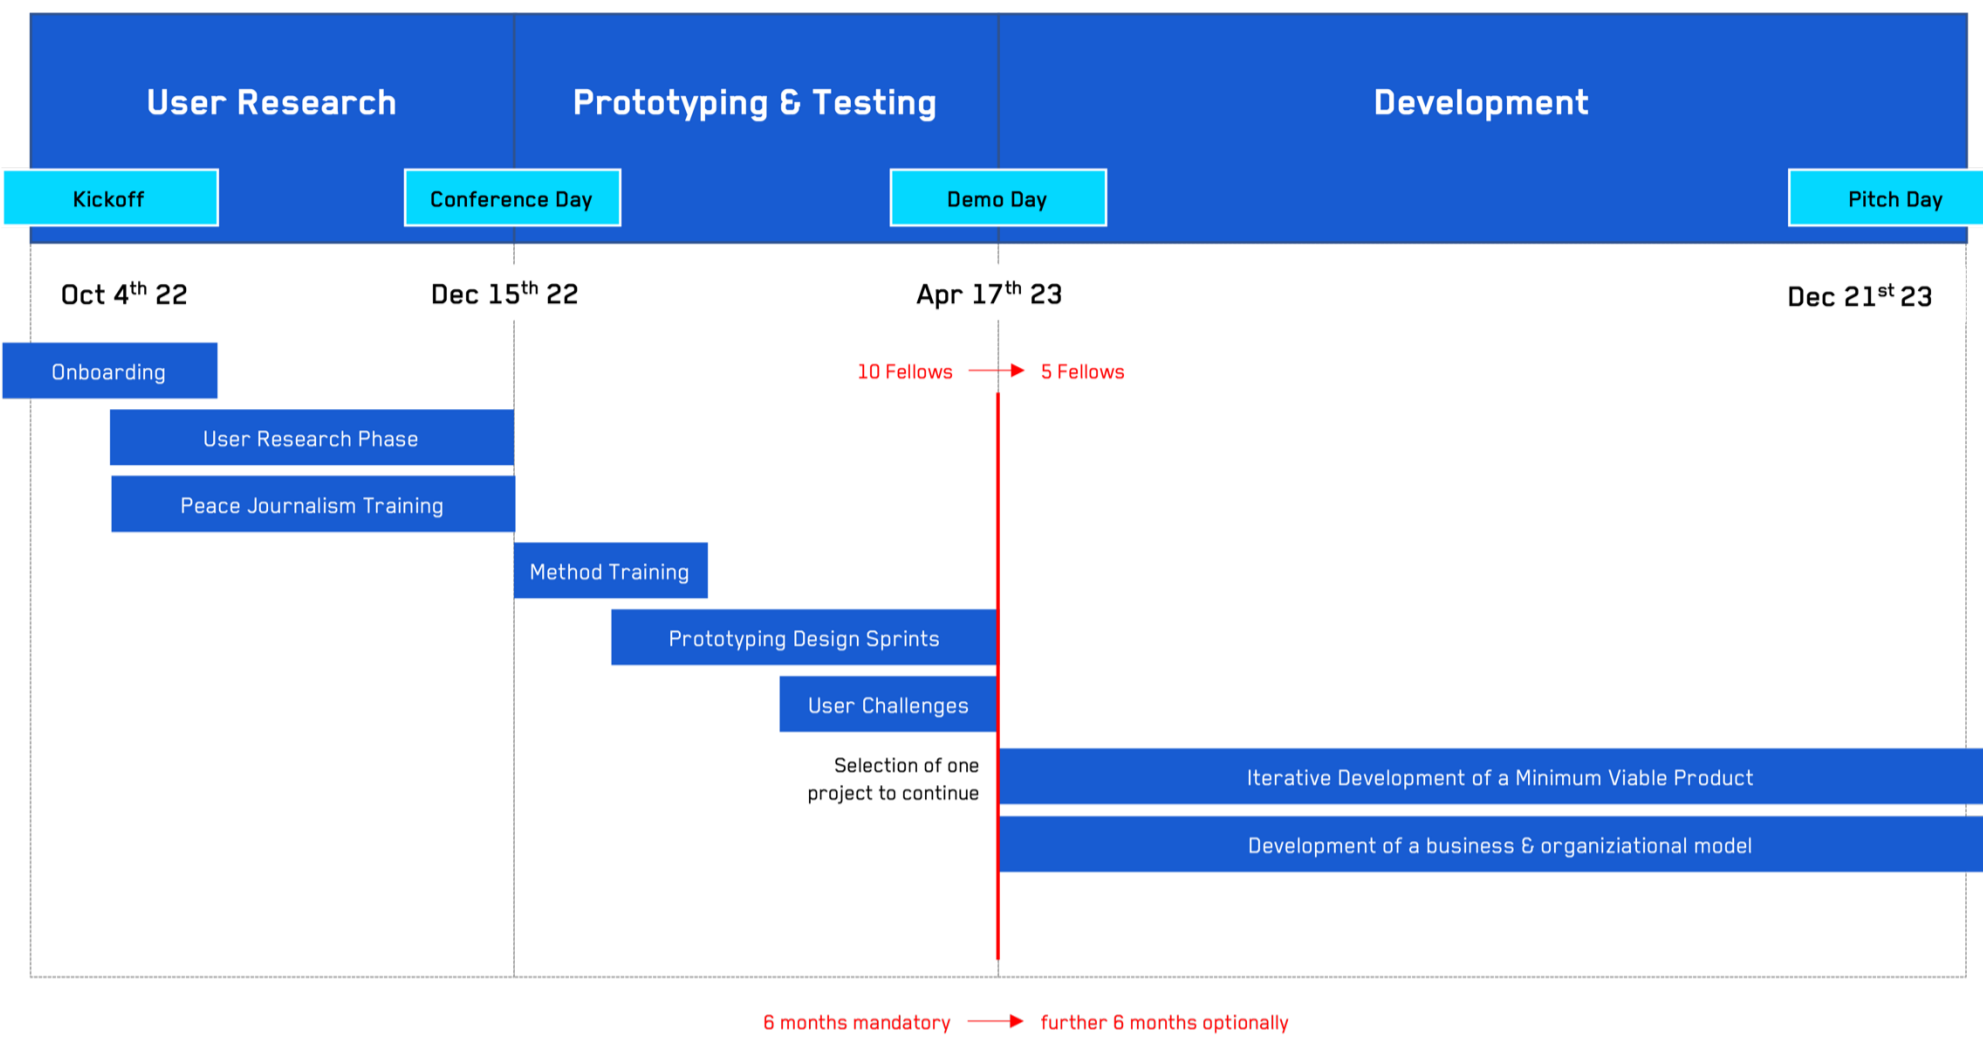 User Research
Prototyping & Testing
Development
Kickoff
Conference Day
Demo Day
Pitch Day
Oct 4th 22
Dec 15th 22
Apr 17th 23
Dec 21st 23
Onboarding
10 Fellows
5 Fellows
User Research Phase
Peace Journalism Training
Method Training
Prototyping Design Sprints
User Challenges
Selection of one
project to continue
Iterative Development of a Minimum Viable Product
Development of a business & organiziational model
6 months mandatory
further 6 months optionally